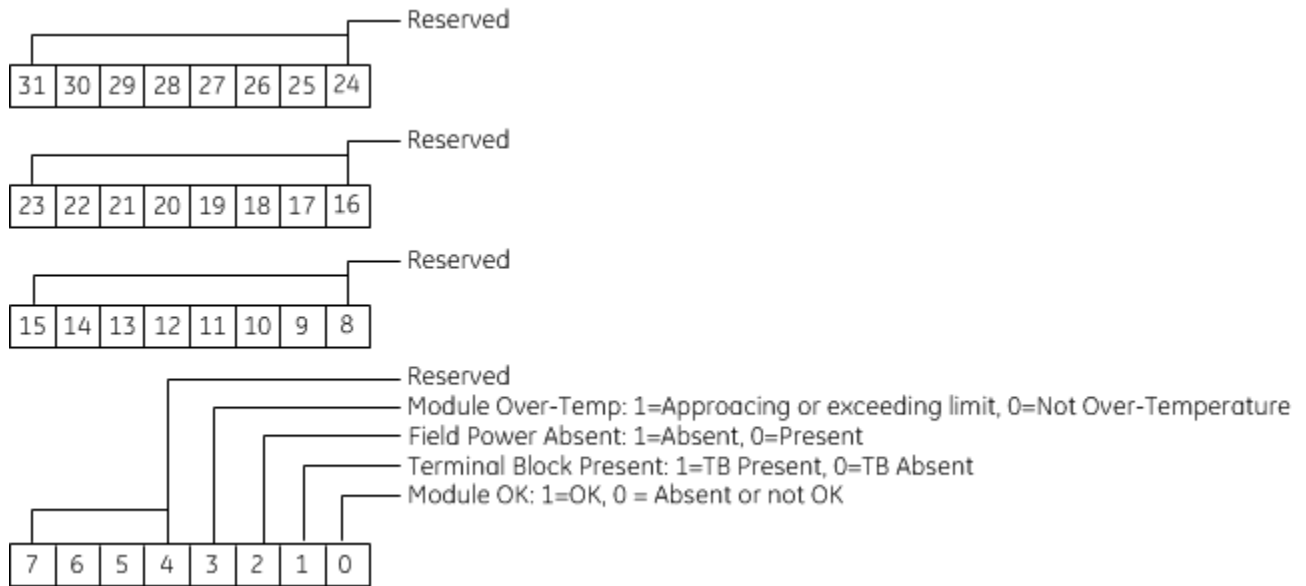 Reserved
31 30 29 28 27 26 25 24
Reserved
23 22 21 20 19 18 17 16
Reserved
15 14 13 12 11 10 9 8
Reserved
Module Over-Temp: 1=Approacing or exceeding limit, 0=Not Over-Temperature
Field Power Absent: 1=Absent, 0=Present
Terminal Block Present: 1=TB Present, 0=TB Absent
Module OK: 1=OK, 0 = Absent or not OK
7 6 5 4 3 2 1 0